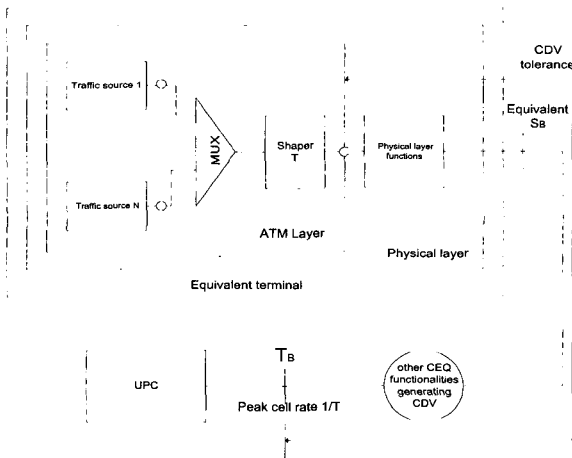 CDV
tolerance
Traffic source 1
Equivalent
SB
MUX
Shaper
T
Physical layer
functions
Traffic source N
ATM Layer
Physical layer
Equivalent terminal
TB
UPC
other CEQ
functionalities
generating
CDV
Peak cell rate 1/T